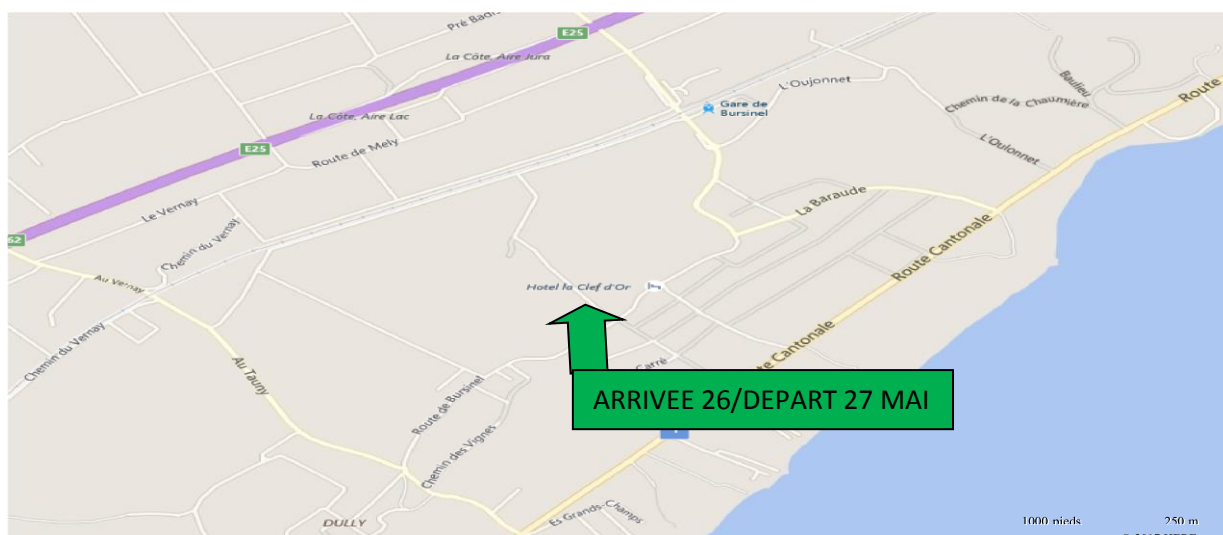 Pré Badi
E25
La Côte, Aire Jura
L'Oujonnet
Baulieu
Route
Gare de
Bursinel
Chemin de la Chaumière
La Côte, Aire Lac
E25
Route de Mely
L'Oulonnet
La Baraude
Le Vernay
Chemin du Vernay
62
Route Cantonale
Au Vernay
Hotel la Clef d'Or
Chemin du Vernay
Au Tauny
Cantonale
Carré
Route de Bursinel
ARRIVEE 26/DEPART 27 MAI
Chemin des Vignes
Es Grands-Champs
DULLY
1000 pieds
250 m